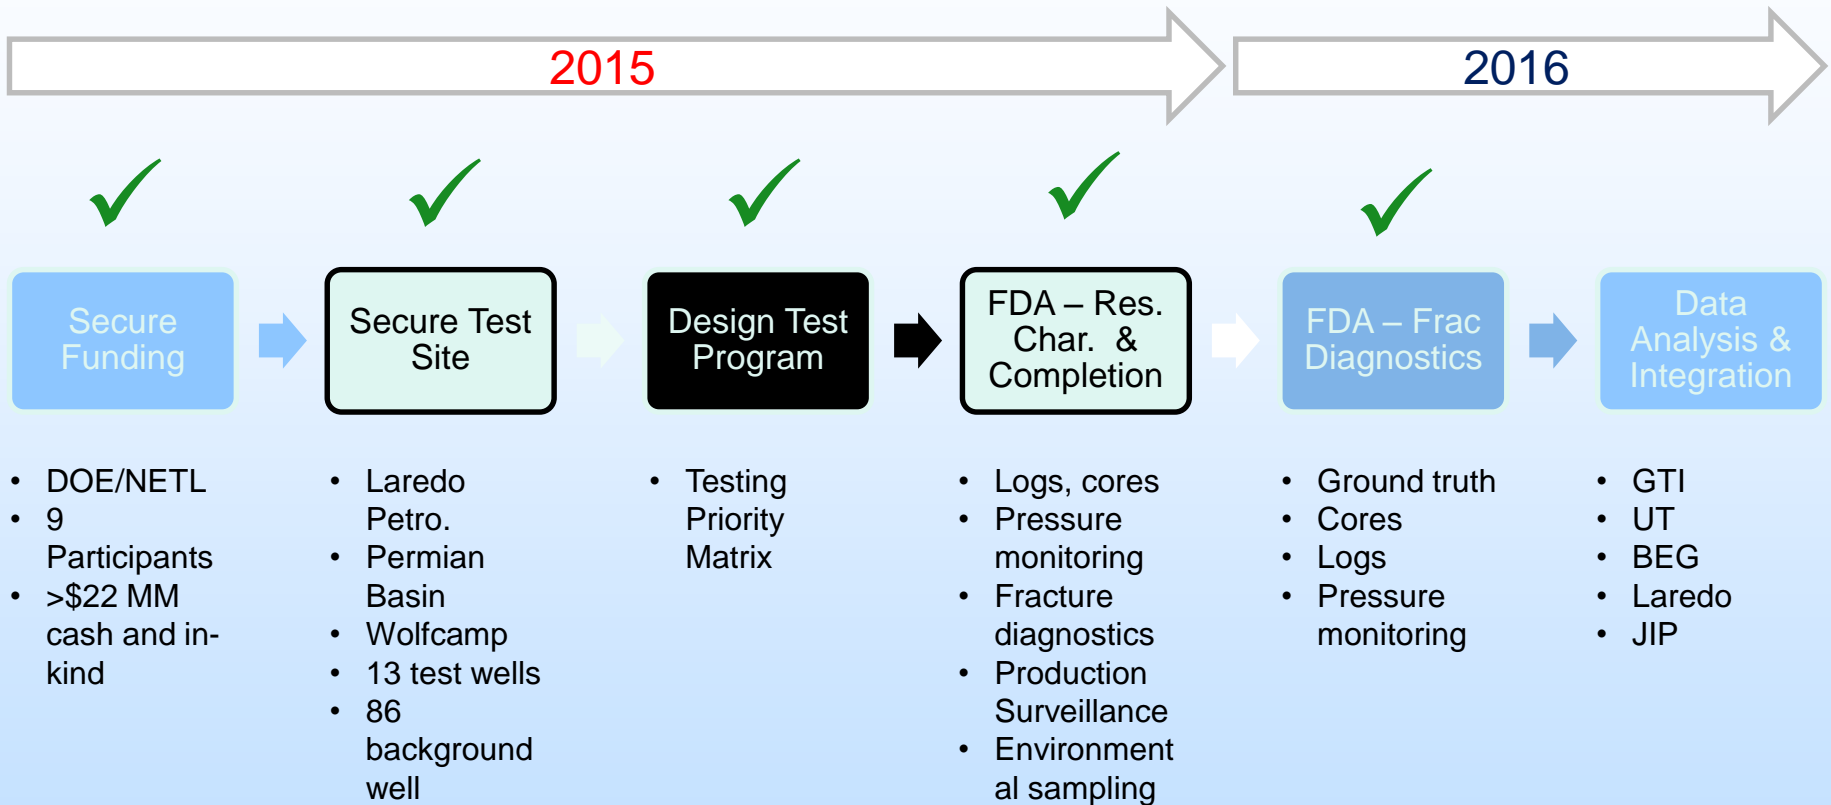 2015
2016
Secure
Funding
Secure Test
Site
Design Test
Program
FDA – Res.
Char. &
Completion
FDA – Frac
Diagnostics
Data
Analysis &
Integration
• DOE/NETL
• 9
Participants
• >$22 MM
cash and in-
kind
• Laredo
Petro.
• Permian
Basin
• Wolfcamp
• 13 test wells
• 86
background
well
• Testing
Priority
Matrix
• Logs, cores
• Pressure
monitoring
• Fracture
diagnostics
• Production
Surveillance
• Environment
al sampling
• Ground truth
• Cores
• Logs
• Pressure
monitoring
• GTI
• UT
• BEG
• Laredo
• JIP